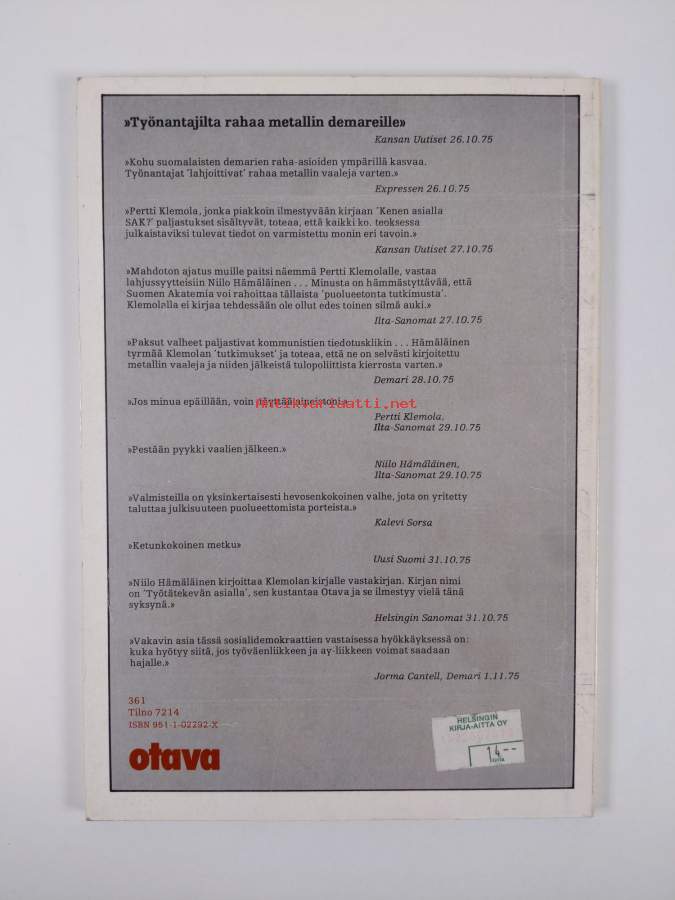 »Työnantajilta rahaa metallin demareille»
Kansan Uutiset 26.10.75
»Kohu suomalaisten demarien raha-asioiden ympärillä kasvaa.
Työnantajat ’lahjoittivat’ rahaa metallin vaaleja varten.»
Expressen 26.10.75
»Pertti Klemola, jonka piakkoin ilmestyvään kirjaan ’Kenen asialla
SAK?’ paljastukset sisältyvät, toteaa, että kaikki ko. teoksessa
julkaistaviksi tulevat tiedot on varmistettu monin eri tavoin.»
Kansan Uutiset 27.10.75
»Mahdoton ajatus muille paitsi näemmä Pertti Klemolalle, vastaa
lahjussyytteisiin Niilo Hämäläinen . . . Minusta on hämmästyttävää, että
Suomen Akatemia voi rahoittaa tällaista ’puolueetonta tutkimusta’.
Klemolalla ei kirjaa tehdessään ole ollut edes toinen silmä auki.»
Ilta-Sanomat 27.10.75
»Paksut valheet paljastivat kommunistien tiedotusklikin . . . Hämäläinen
tyrmää Klemolan ’tutkimukset’ ja toteaa, että ne on selvästi kirjoitettu
metallin vaaleja ja niiden jälkeistä tulopoliittista kierrosta varten.»
Demari 28.10.75
»Jos minua epäillään, voin näyttää aineistoni.»
Antikvariaatti.net
Pertti Klemola,
Ilta-Sanomat 29.10.75
»Pestään pyykki vaalien jälkeen.»
Niilo Hämäläinen,
Ilta-Sanomat 29.10.75
»Valmisteilla on yksinkertaisesti hevosenkokoinen valhe, jota on yritetty
taluttaa julkisuuteen puolueettomista porteista.»
Kalevi Sorsa
»Ketunkokoinen metku»
Uusi Suomi 31.10.75
»Niilo Hämäläinen kirjoittaa Klemolan kirjalle vastakirjan. Kirjan nimi
on ’Työtätekevän asialla’, sen kustantaa Otava ja se ilmestyy vielä tänä
syksynä.»
Helsingin Sanomat 31.10.75
»Vakavin asia tässä sosialidemokraattien vastaisessa hyökkäyksessä on:
kuka hyötyy siitä, jos työväenliikkeen ja ay-liikkeen voimat saadaan
hajalle.»
Jorma Cantell, Demari 1.11.75
361
Tilno 7214
ISBN 951-1-02292-X
otava
HELSINGIN
KIRJA-AITTA OY
14--